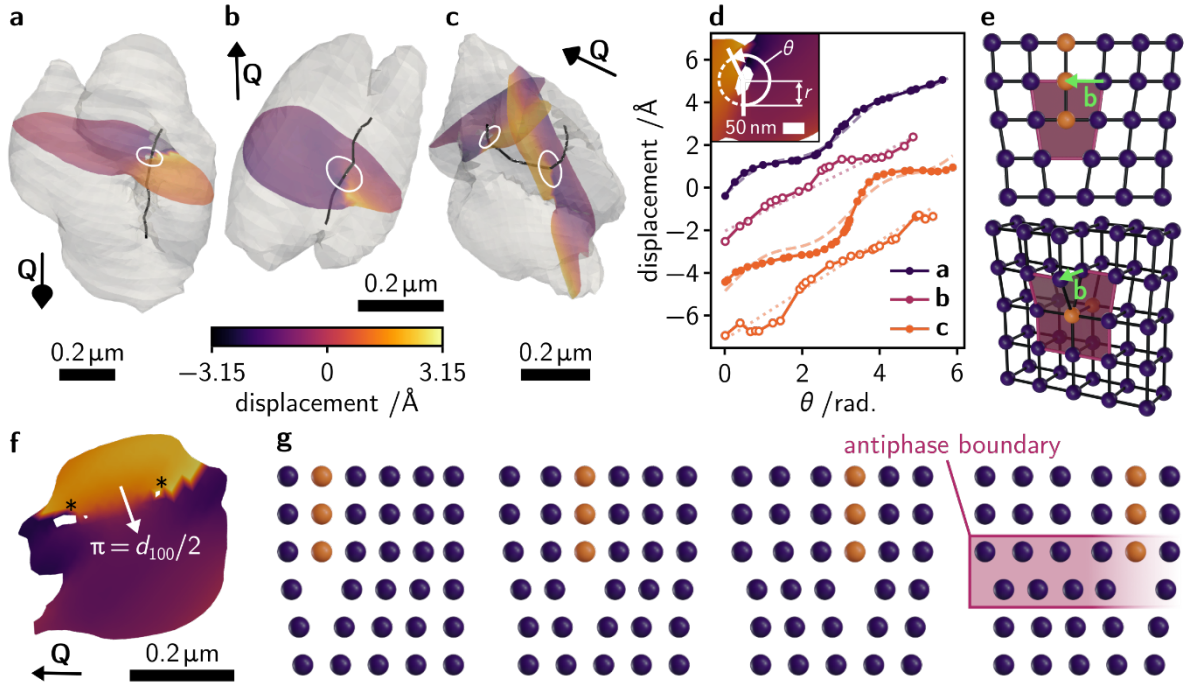 a
b
c
d
e
Q
Q
Q
Q
0.2 μm
0.2 μm
0.2 μm
−3.15
0
3.15
displacement /Å
displacement /Å
6
4
2
0
−2
−4
−6
θ
r
50 nm
a
b
c
0
2
4
6
θ /rad.
b
b
f
*
*
π = d100/2
Q
0.2 μm
g
antiphase boundary